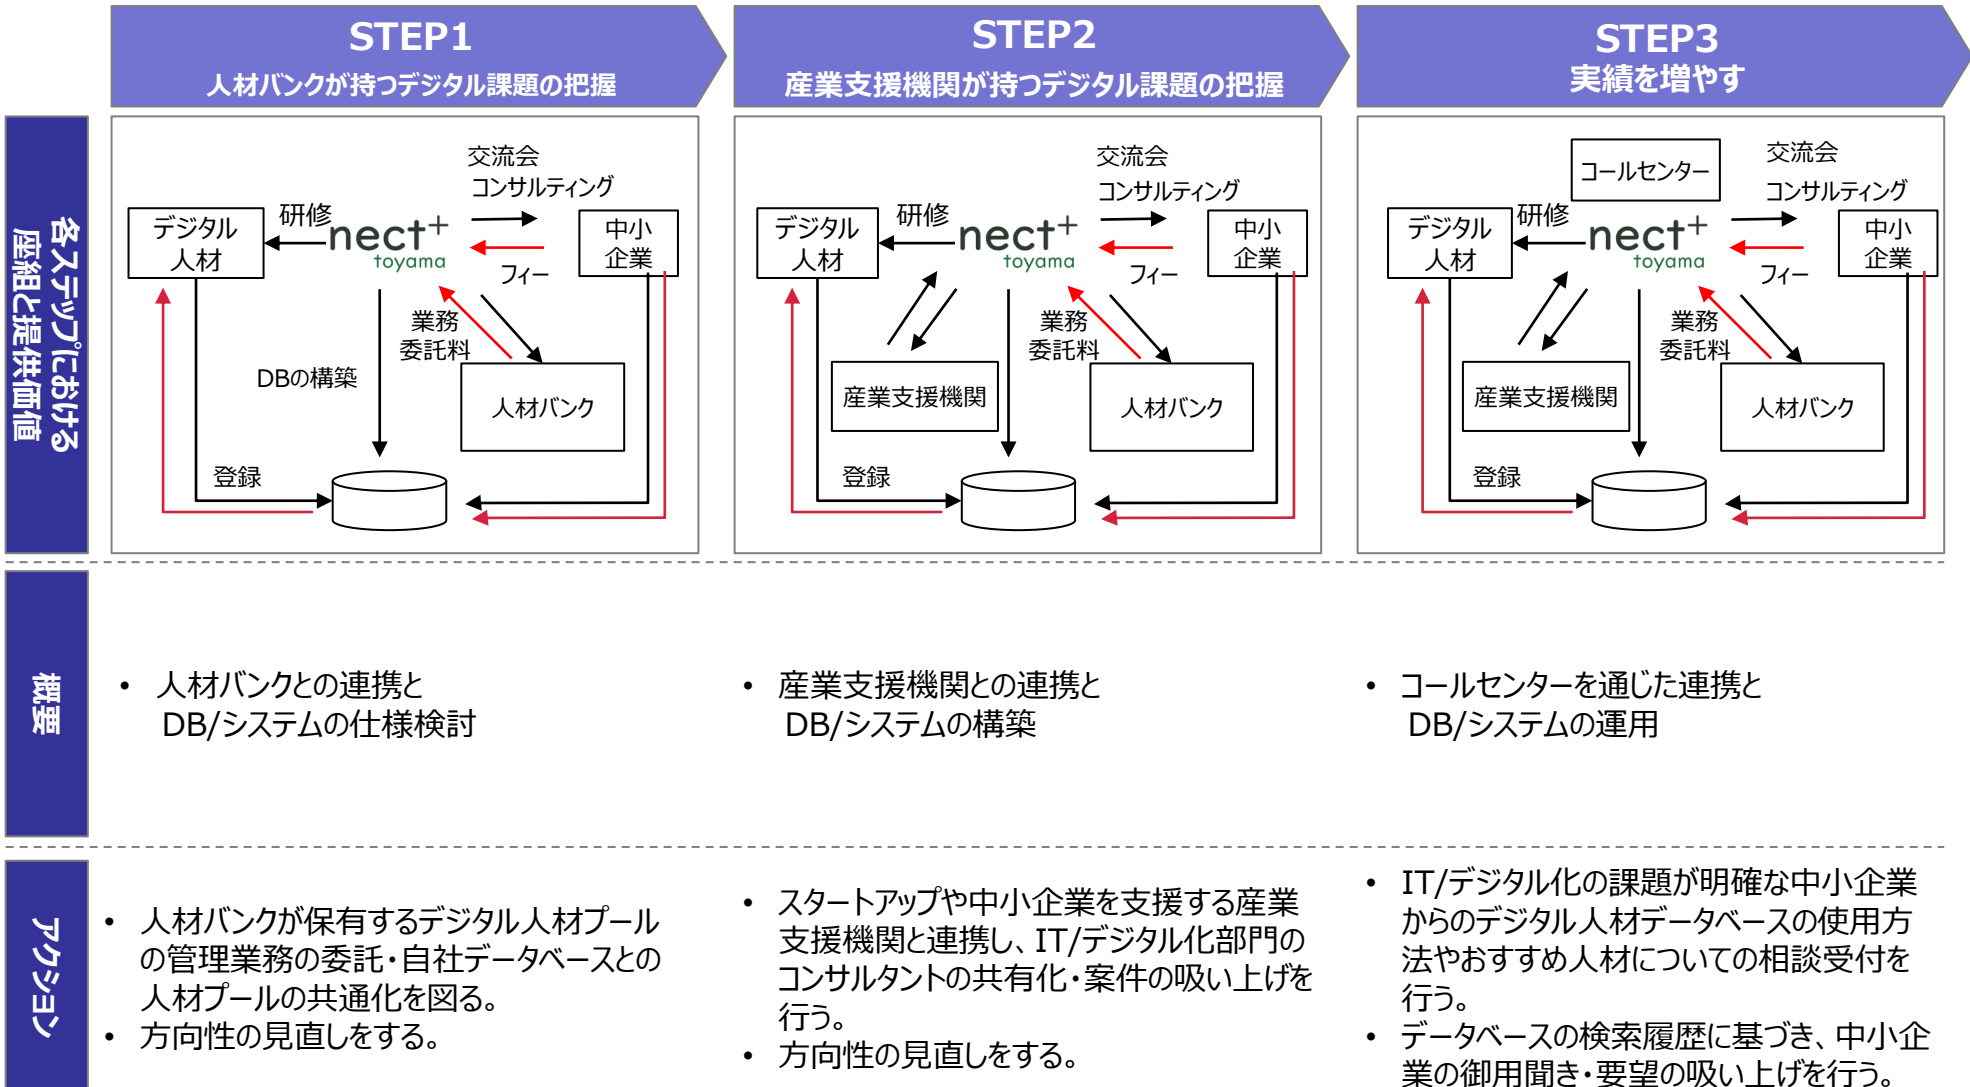 STEP1
人材バンクが持つデジタル課題の把握
STEP2
産業支援機関が持つデジタル課題の把握
STEP3
実績を増やす
各ステップにおける
座組と提供価値
交流会
コンサルティング
デジタル
人材
研修
nect+
toyama
中小
企業
フィー
業務
委託料
DBの構築
人材バンク
登録
交流会
コンサルティング
デジタル
人材
研修
nect+
toyama
中小
企業
フィー
業務
委託料
産業支援機関
人材バンク
登録
コールセンター
交流会
コンサルティング
デジタル
人材
研修
nect+
toyama
中小
企業
フィー
業務
委託料
産業支援機関
人材バンク
登録
概要
• 人材バンクとの連携と
DB/システムの仕様検討
• 産業支援機関との連携と
DB/システムの構築
• コールセンターを通じた連携と
DB/システムの運用
アクション
• 人材バンクが保有するデジタル人材プール
の管理業務の委託・自社データベースとの
人材プールの共通化を図る。
• 方向性の見直しをする。
• スタートアップや中小企業を支援する産業
支援機関と連携し、IT/デジタル化部門の
コンサルタントの共有化・案件の吸い上げを
行う。
• 方向性の見直しをする。
• IT/デジタル化の課題が明確な中小企業
からのデジタル人材データベースの使用方
法やおすすめ人材についての相談受付を
行う。
• データベースの検索履歴に基づき、中小企
業の御用聞き・要望の吸い上げを行う。